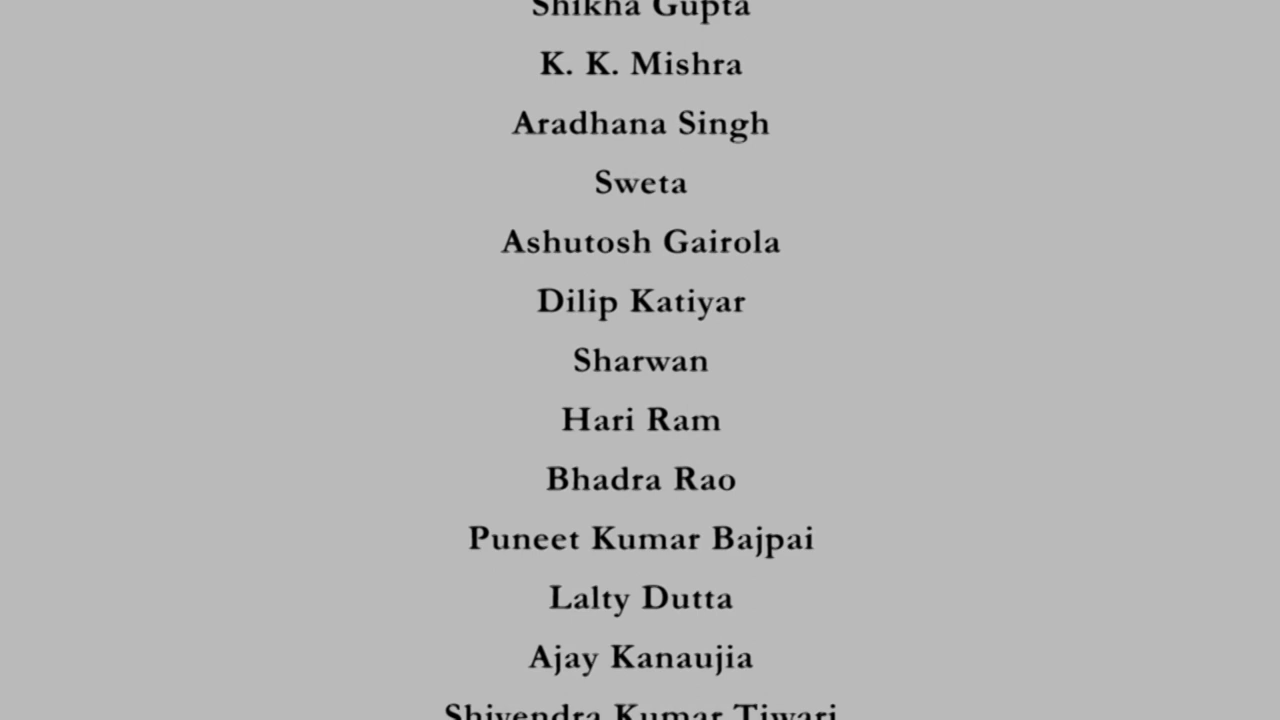 Shikha Gupta
K. K. Mishra
Aradhana Singh
Sweta
Ashutosh Gairola
Dilip Katiyar
Sharwan
Hari Ram
Bhadra Rao
Puneet Kumar Bajpai
Lalty Dutta
Ajay Kanaujia
Shivendra Kumar Tiwari